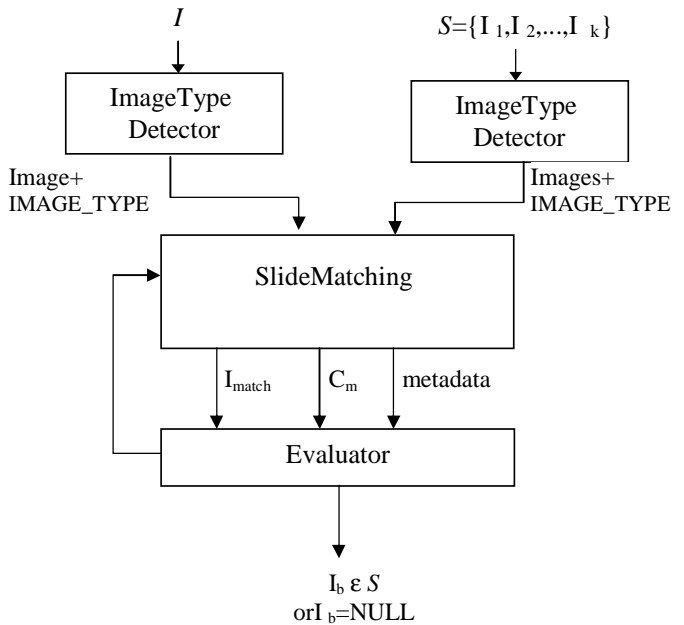 I
S={I 1,I 2,...,I k}
ImageType
Detector
ImageType
Detector
Image+
IMAGE_TYPE
Images+
IMAGE_TYPE
SlideMatching
Imatch
Cm
metadata
Evaluator
Ib ε S
orI b=NULL